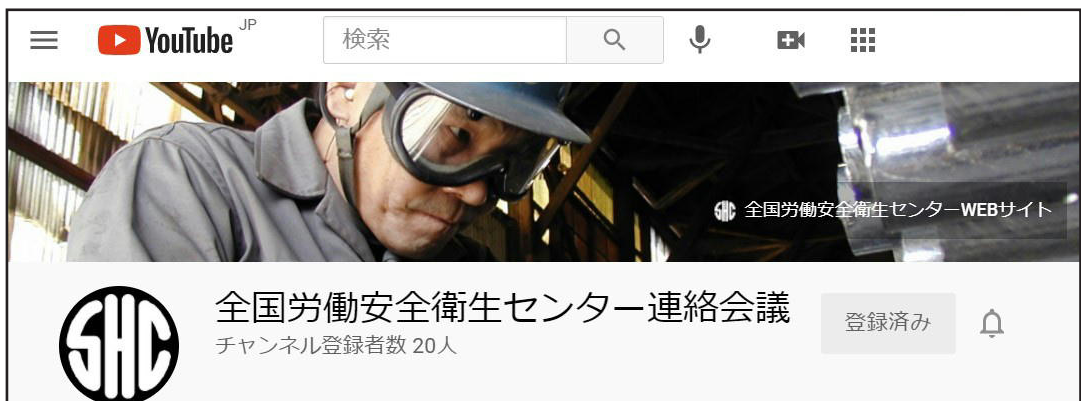 YouTube JP
検索
SHC 全国労働安全衛生センターWEBサイト
SHC
全国労働安全衛生センター連絡会議
チャンネル登録者数 20人
登録済み